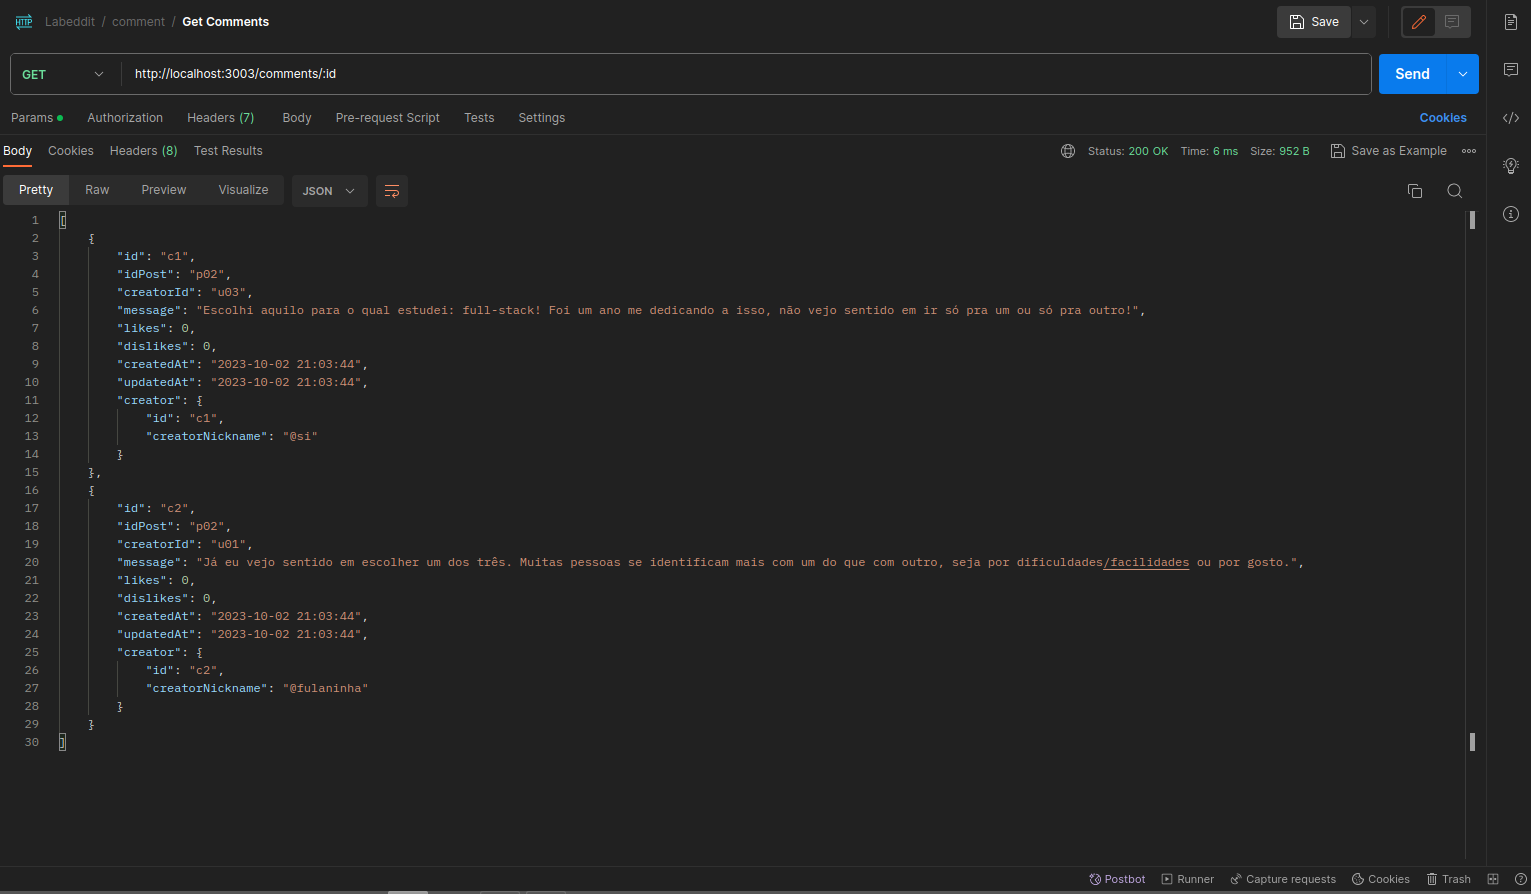 HTTP Labeddit / comment / Get Comments Save
GET http://localhost:3003/comments/:id Send
Params Authorization Headers (7) Body Pre-request Script Tests Settings Cookies
Body Cookies Headers (8) Test Results Status: 200 OK Time: 6 ms Size: 952 B Save as Example
Pretty Raw Preview Visualize JSON
1 [
2 {
3 "id": "c1",
4 "idPost": "p02",
5 "creatorId": "u03",
6 "message": "Escolhi aquilo para o qual estudei: full-stack! Foi um ano me dedicando a isso, não vejo sentido em ir só pra um ou só pra outro!",
7 "likes": 0,
8 "dislikes": 0,
9 "createdAt": "2023-10-02 21:03:44",
10 "updatedAt": "2023-10-02 21:03:44",
11 "creator": {
12 "id": "c1",
13 "creatorNickname": "@si"
14 }
15 },
16 {
17 "id": "c2",
18 "idPost": "p02",
19 "creatorId": "u01",
20 "message": "Já eu vejo sentido em escolher um dos três. Muitas pessoas se identificam mais com um do que com outro, seja por dificuldades/facilidades ou por gosto.",
21 "likes": 0,
22 "dislikes": 0,
23 "createdAt": "2023-10-02 21:03:44",
24 "updatedAt": "2023-10-02 21:03:44",
25 "creator": {
26 "id": "c2",
27 "creatorNickname": "@fulaninha"
28 }
29 }
30 ]
Postbot Runner Capture requests Cookies Trash